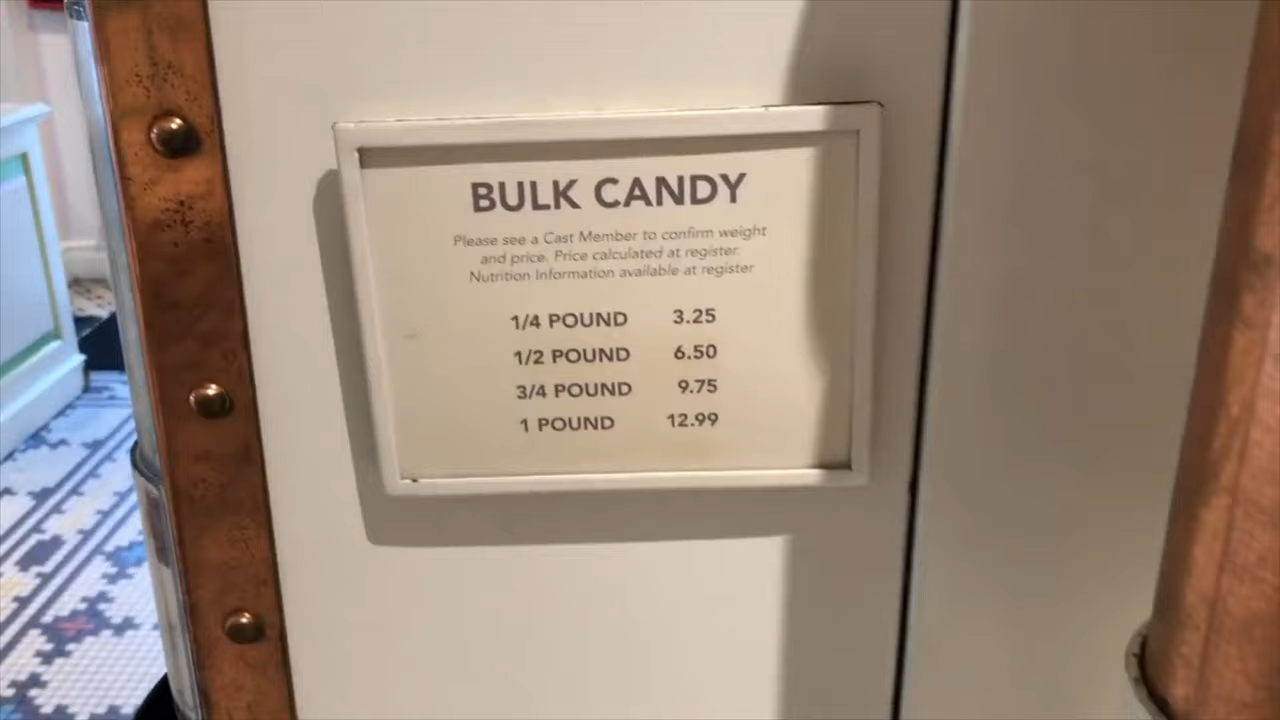 BULK CANDY
Please see a Cast Member to confirm weight
and price. Price calculated at register.
Nutrition Information available at register
1/4 POUND 3.25
1/2 POUND 6.50
3/4 POUND 9.75
1 POUND 12.99